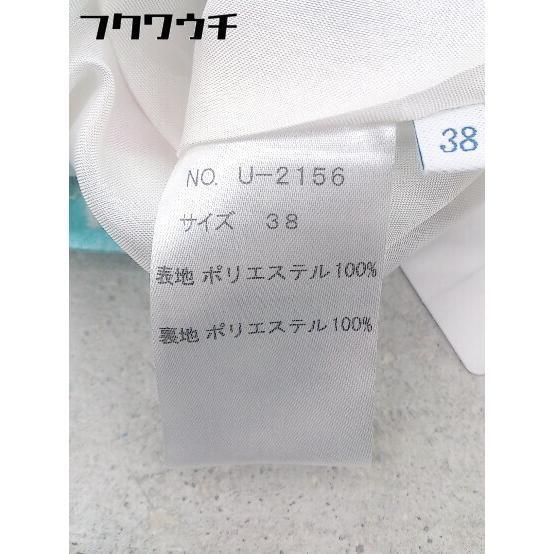 フクワウチ
38
NO. U-2156
サイズ 38
表地 ポリエステル100%
裏地 ポリエステル100%